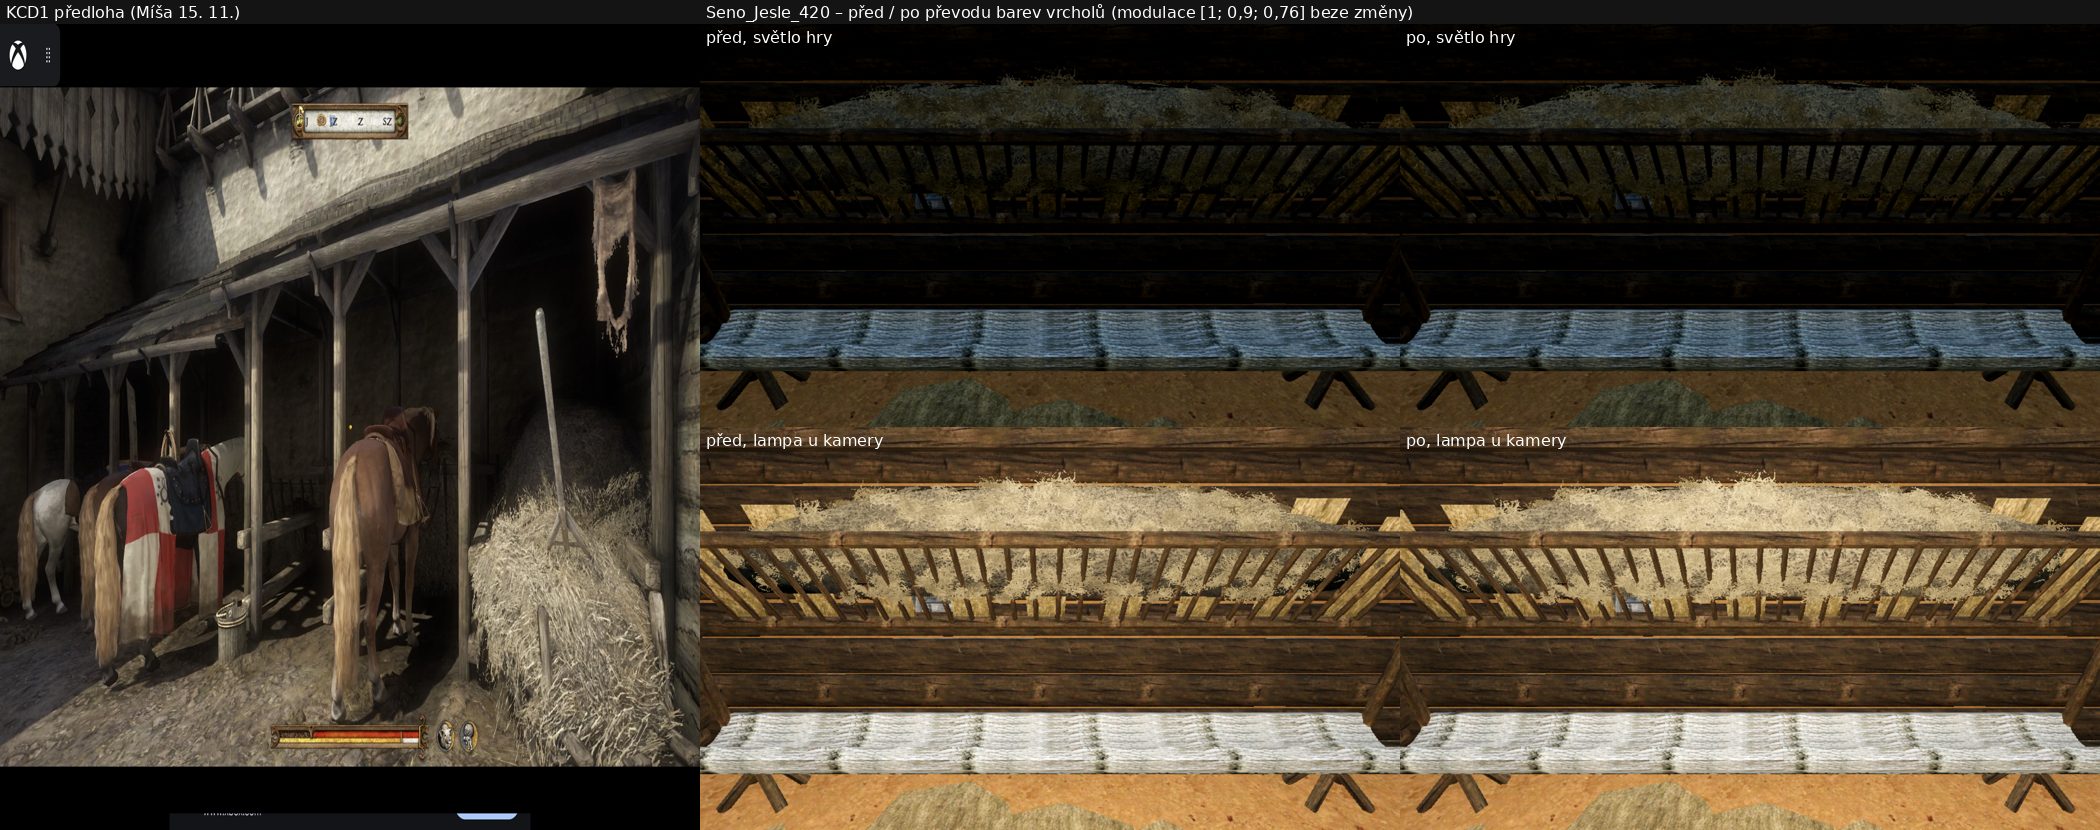 KCD1 předloha (Míša 15. 11.)
Seno_Jesle_420 – před / po převodu barev vrcholů (modulace [1; 0,9; 0,76] beze změny)
před, světlo hry
po, světlo hry
Z
Z
SZ
před, lampa u kamery
po, lampa u kamery